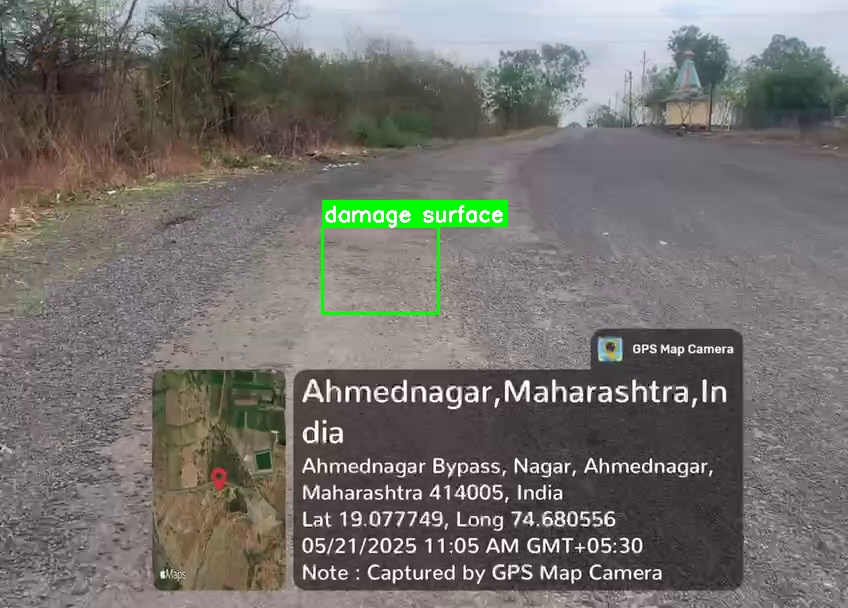 damage surface
GPS Map Camera
Ahmednagar,Maharashtra,In
dia
Ahmednagar Bypass, Nagar, Ahmednagar,
Maharashtra 414005, India
Lat 19.077749, Long 74.680556
05/21/2025 11:05 AM GMT+05:30
Note : Captured by GPS Map Camera
Maps